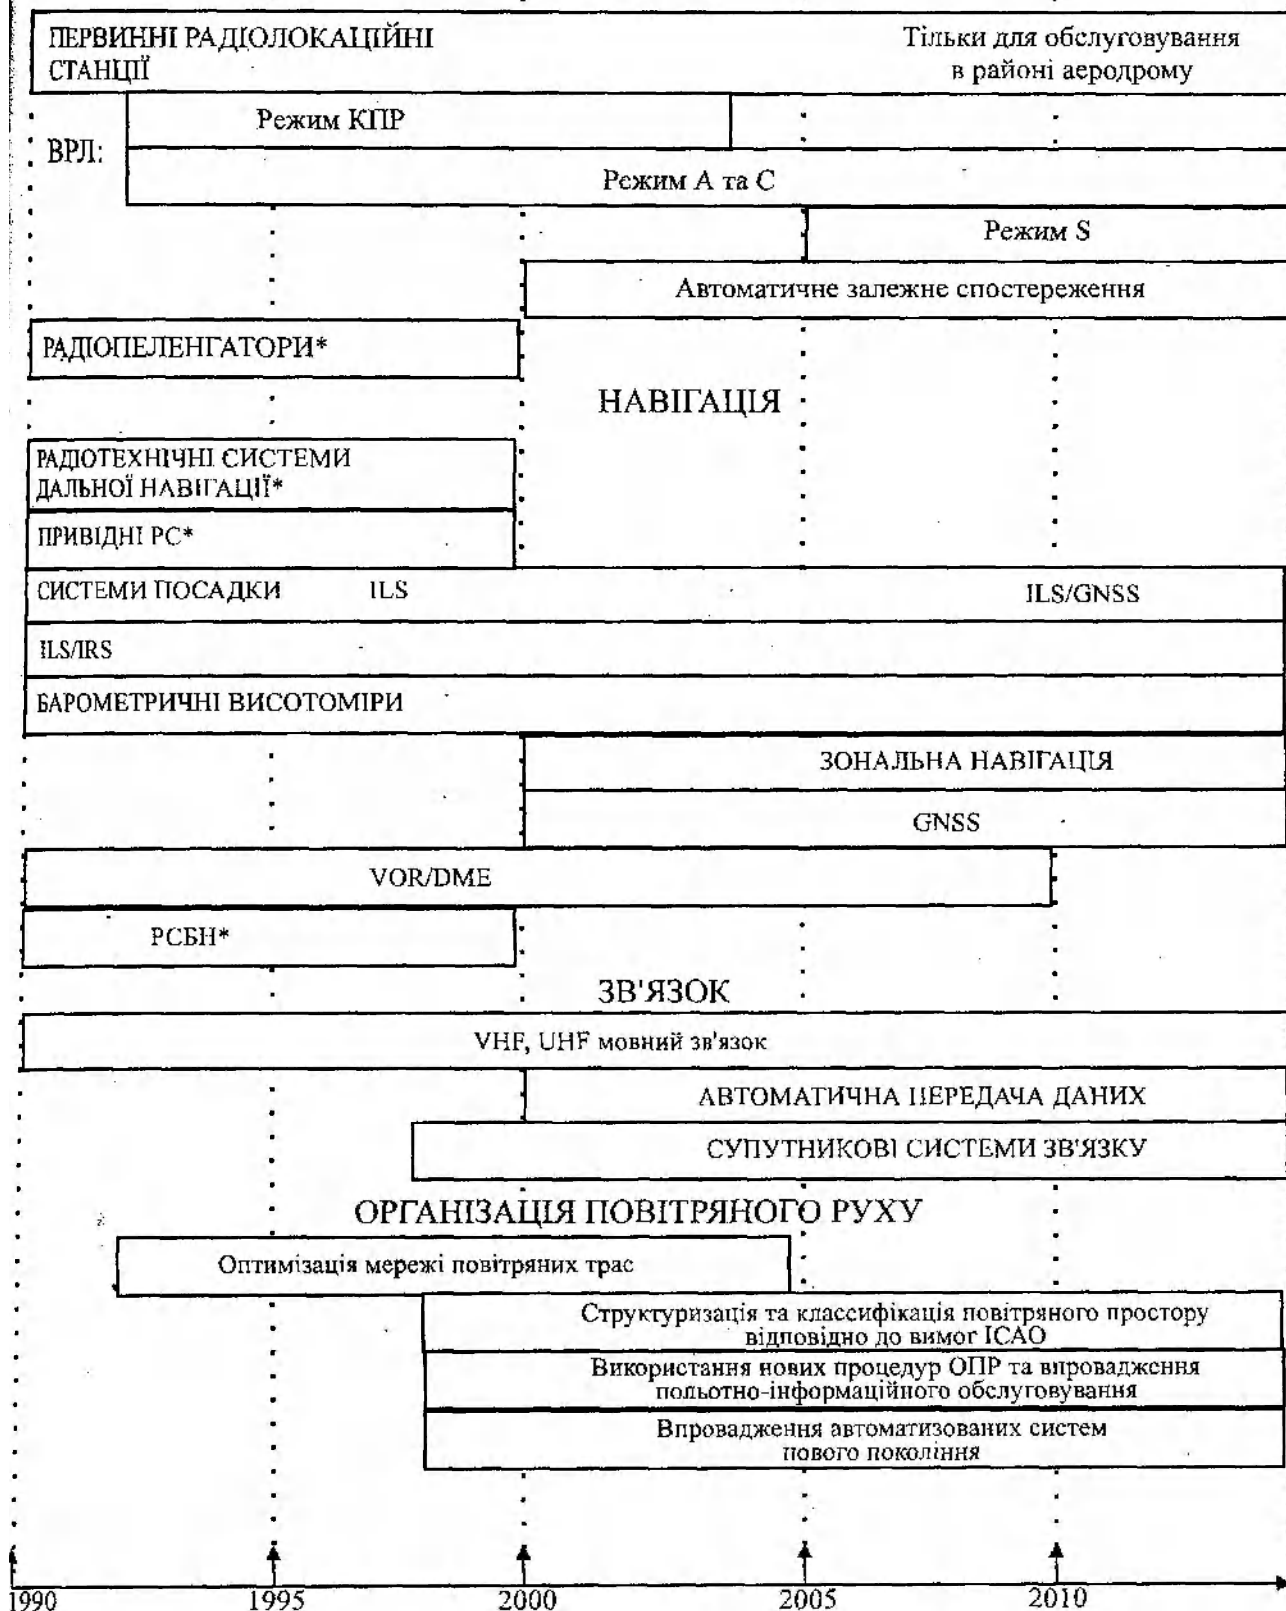 ПЕРВИННІ РАДІОЛОКАЦІЙНІ
СТАНЦІЇ
Тільки для обслуговування
в районі аеродрому
Режим КПР
ВРЛ:
Режим А та С
Режим S
Автоматичне залежне спостереження
РАДІОПЕЛЕНГАТОРИ*
НАВІГАЦІЯ
РАДІОТЕХНІЧНІ СИСТЕМИ
ДАЛЬНОЇ НАВІГАЦІЇ*
ПРИВІДНІ РС*
СИСТЕМИ ПОСАДКИ ILS ILS/GNSS
ILS/IRS
БАРОМЕТРИЧНІ ВИСОТОМІРИ
ЗОНАЛЬНА НАВІГАЦІЯ
GNSS
VOR/DME
РСБН*
ЗВ'ЯЗОК
VHF, UHF мовний зв'язок
АВТОМАТИЧНА ПЕРЕДАЧА ДАНИХ
СУПУТНИКОВІ СИСТЕМИ ЗВ'ЯЗКУ
ОРГАНІЗАЦІЯ ПОВІТРЯНОГО РУХУ
Оптимізація мережі повітряних трас
Структуризація та классифікація повітряного простору
відповідно до вимог ІСАО
Використання нових процедур ОПР та впровадження
польотно-інформаційного обслуговування
Впровадження автоматизованих систем
нового покоління
1990 1995 2000 2005 2010